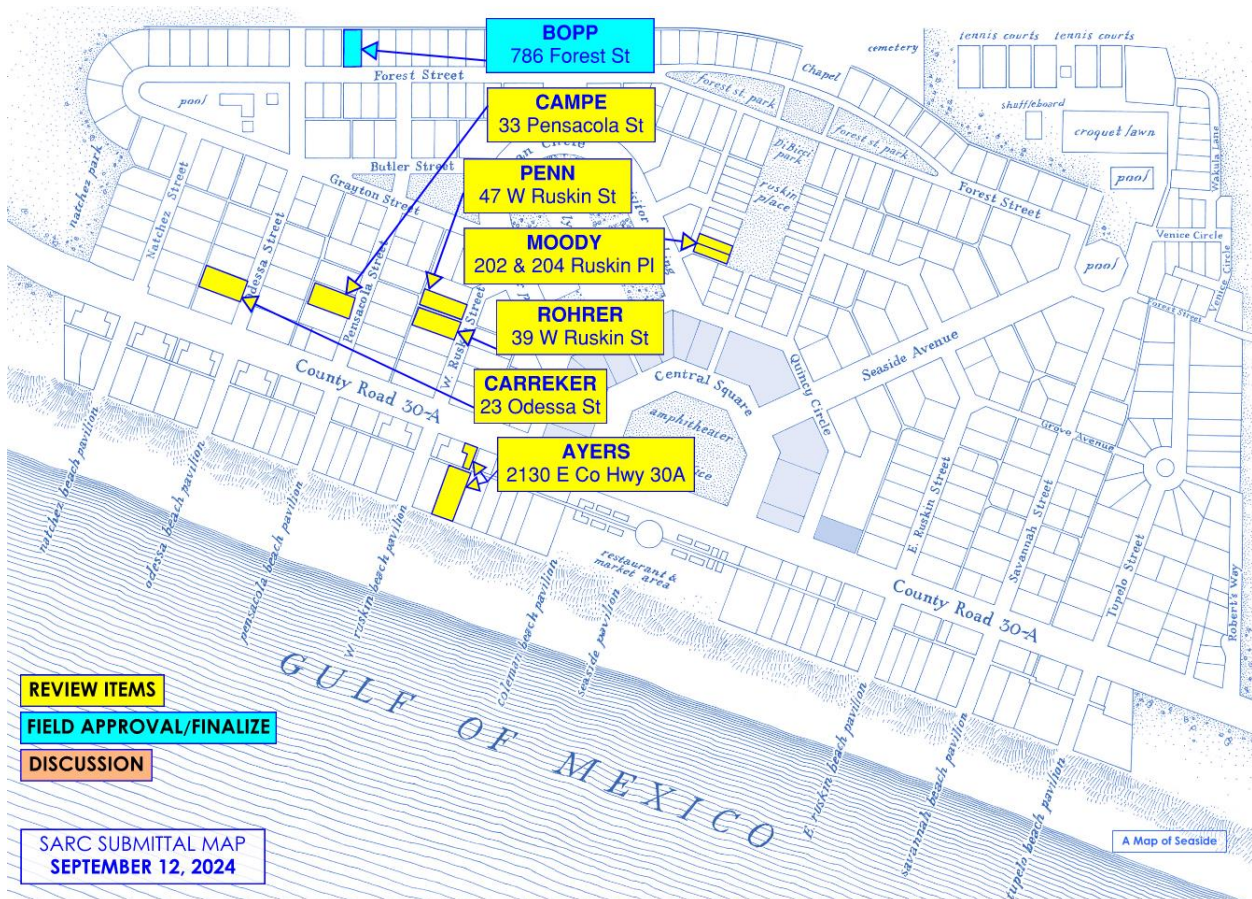 BOPP
786 Forest St
cemetery
tennis courts
tennis courts
Chapel
Forest Street
forest st. park
shuffleboard
croquet lawn
pool
CAMPE
33 Pensacola St
forest st. park
natchez park
Butler Street
PENN
47 W Ruskin St
ruskin place
pool
Wakula Lane
Grayton Street
Forest Street
Natchez Street
MOODY
202 & 204 Ruskin Pl
Venice Circle
Venice Circle
pool
Pensacola Street
ROHRER
39 W Ruskin St
Forest Street
Seaside Avenue
Quincy Circle
County Road 30-A
CARREKER
23 Odessa St
Central Square
amphitheater
Grove Avenue
AYERS
2130 E Co Hwy 30A
E. Ruskin Street
Savannah Street
Tupelo Street
Robert's Way
restaurant &
market area
County Road 30-A
natchez beach pavilion
odessa beach pavilion
pensacola beach pavilion
W. ruskin beach pavilion
coleman beach pavilion
seaside pavilion
E. ruskin beach pavilion
savannah beach pavilion
tupelo beach pavilion
GULF OF MEXICO
REVIEW ITEMS
FIELD APPROVAL/FINALIZE
DISCUSSION
SARC SUBMITTAL MAP
SEPTEMBER 12, 2024
A Map of Seaside